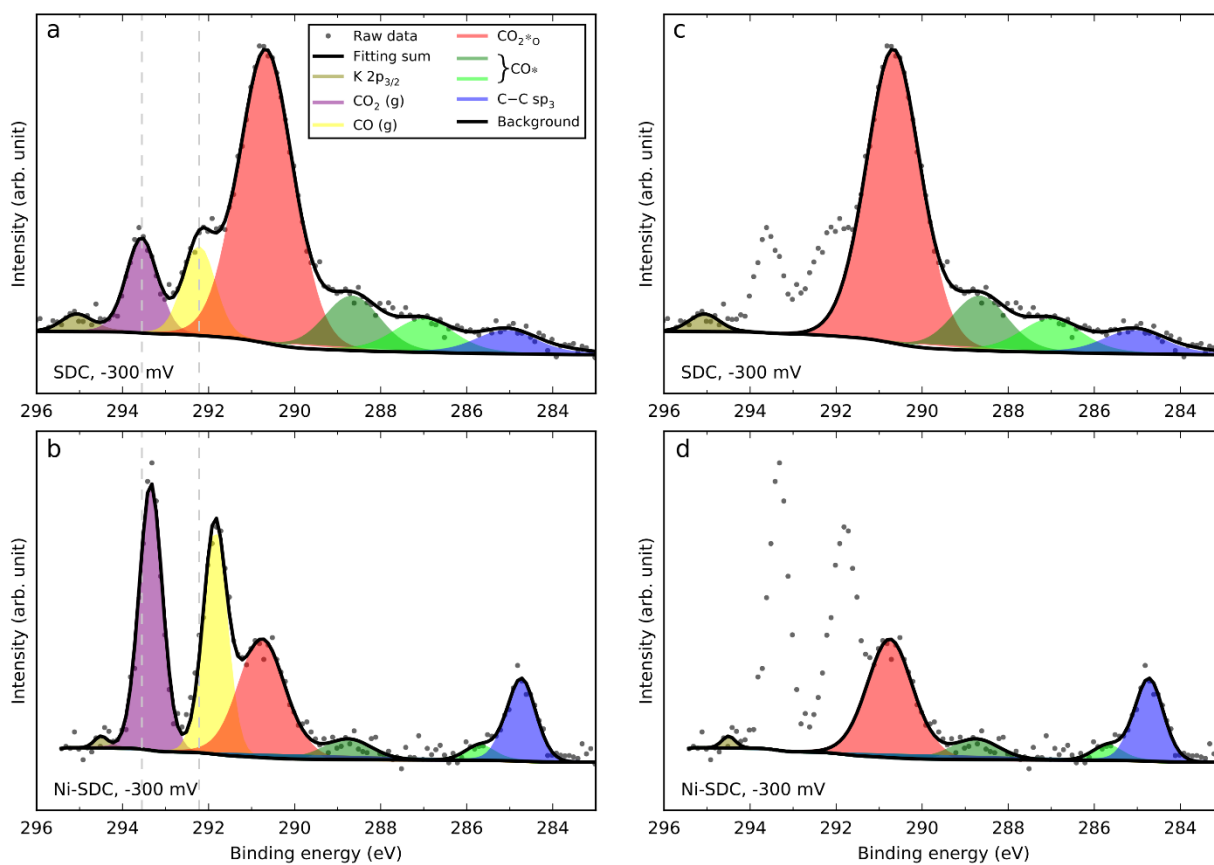 a
Raw data
Fitting sum
K 2p3/2
CO2 (g)
CO (g)
CO2*O
}CO*
C−C sp3
Background
Intensity (arb. unit)
SDC, -300 mV
296 294 292 290 288 286 284
c
Intensity (arb. unit)
SDC, -300 mV
296 294 292 290 288 286 284
b
Intensity (arb. unit)
Ni-SDC, -300 mV
296 294 292 290 288 286 284
Binding energy (eV)
d
Intensity (arb. unit)
Ni-SDC, -300 mV
296 294 292 290 288 286 284
Binding energy (eV)